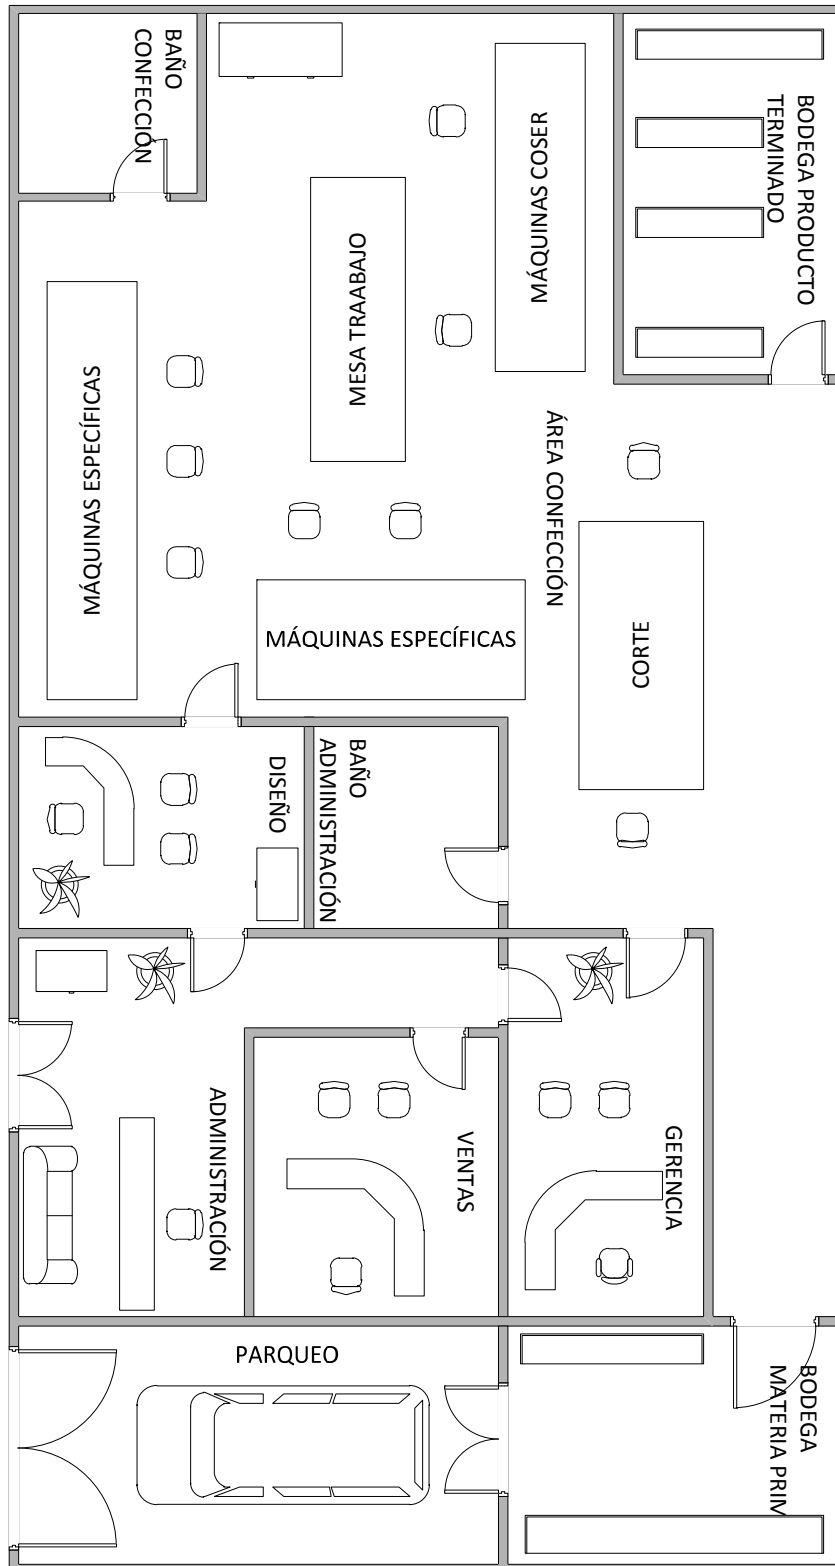 BAÑO
CONFECCIÓN
MÁQUINAS COSER
BODEGA PRODUCTO
TERMINADO
MESA TRAABAJO
MÁQUINAS ESPECÍFICAS
ÁREA CONFECCIÓN
MÁQUINAS ESPECÍFICAS
CORTE
DISEÑO
BAÑO
ADMINISTRACIÓN
ADMINISTRACIÓN
VENTAS
GERENCIA
PARQUEO
BODEGA
MATERIA PRIM